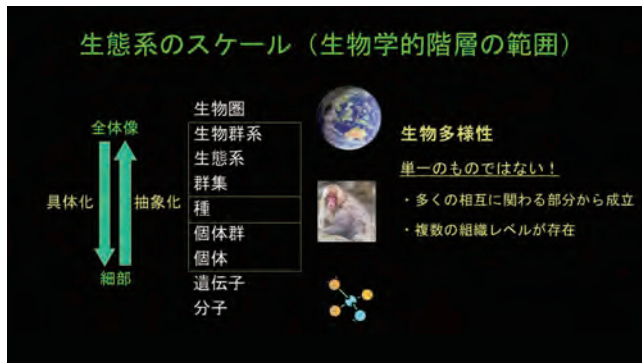 生態系のスケール（生物学的階層の範囲）
全体像
具体化
抽象化
細部
生物圏
生物群系
生態系
群集
種
個体群
個体
遺伝子
分子
生物多様性
単一のものではない！
・多くの相互に関わる部分から成立
・複数の組織レベルが存在